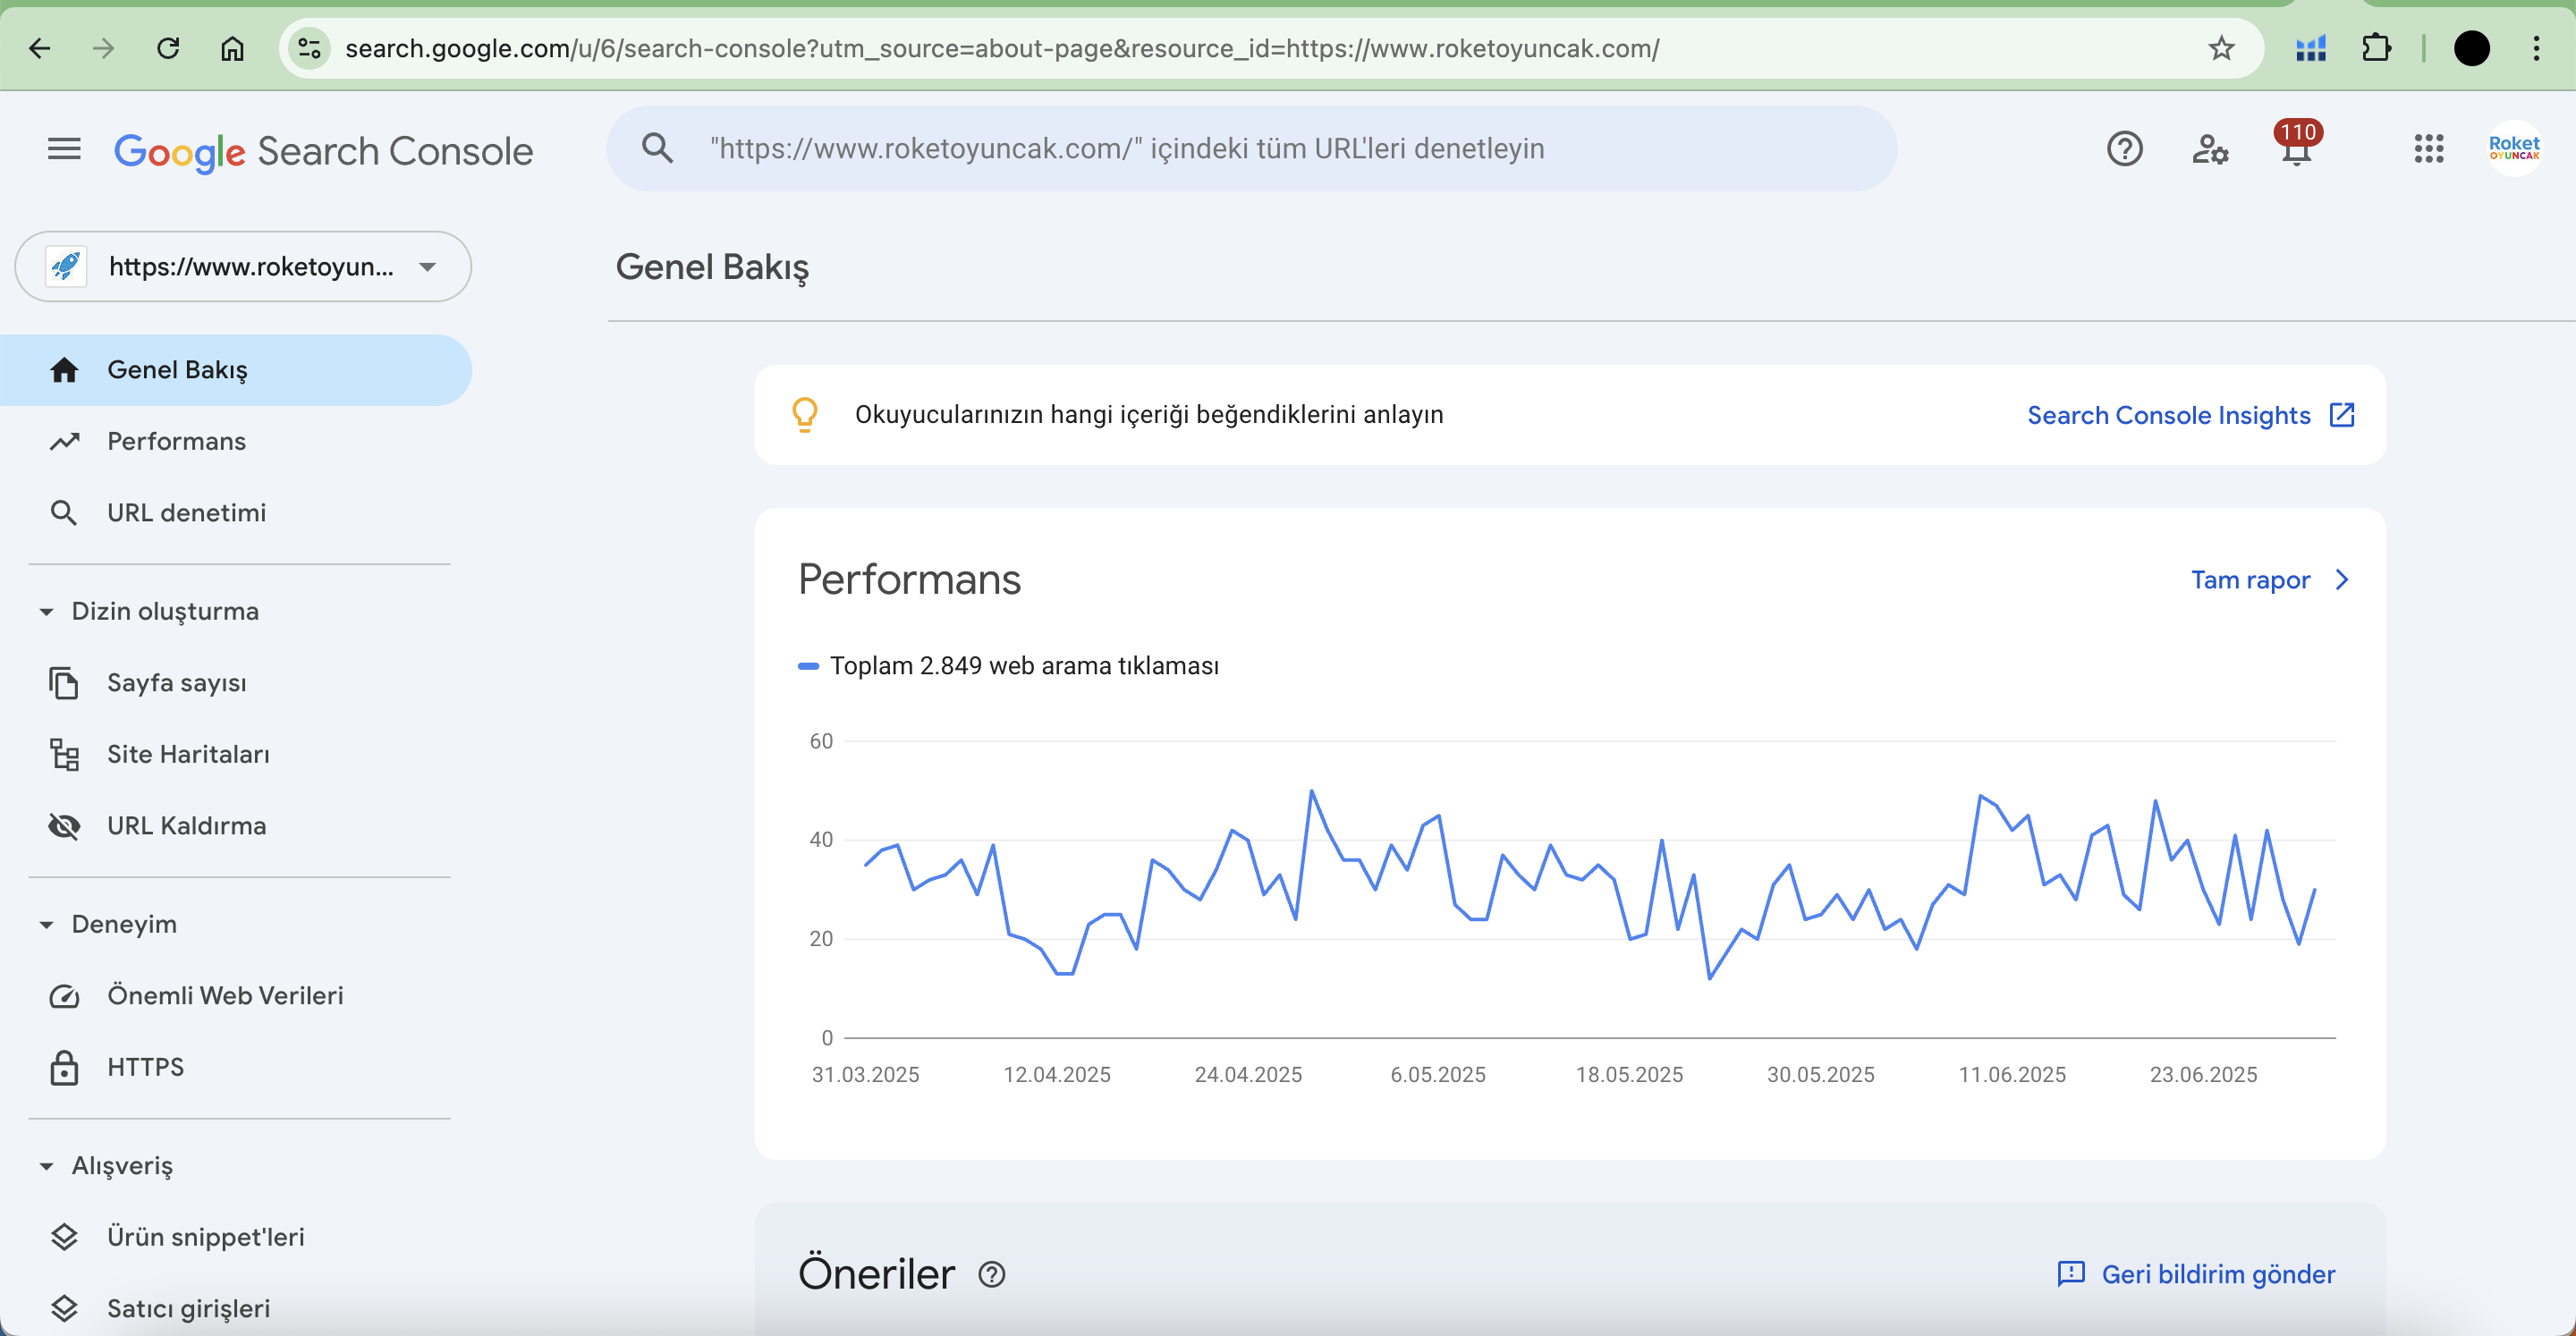 search.google.com/u/6/search-console?utm_source=about-page&resource_id=https://www.roketoyuncak.com/
Google Search Console
"https://www.roketoyuncak.com/" içindeki tüm URL'leri denetleyin
110
Roket
OYUNCAK
https://www.roketoyun...
Genel Bakış
Genel Bakış
Performans
URL denetimi
Dizin oluşturma
Sayfa sayısı
Site Haritaları
URL Kaldırma
Deneyim
Önemli Web Verileri
HTTPS
Alışveriş
Ürün snippet'leri
Satıcı girişleri
Okuyucularınızın hangi içeriği beğendiklerini anlayın
Search Console Insights
Performans
Tam rapor
Toplam 2.849 web arama tıklaması
60
40
20
0
31.03.2025 12.04.2025 24.04.2025 6.05.2025 18.05.2025 30.05.2025 11.06.2025 23.06.2025
Öneriler
Geri bildirim gönder